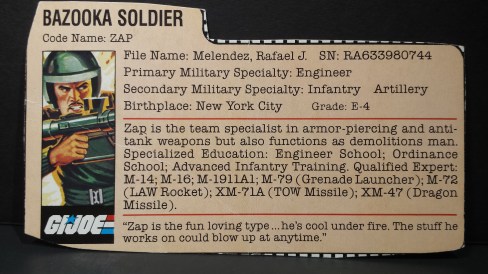 BAZOOKA SOLDIER
Code Name: ZAP
File Name: Melendez, Rafael J. SN: RA633980744
Primary Military Specialty: Engineer
Secondary Military Specialty: Infantry Artillery
Birthplace: New York City Grade: E-4
Zap is the team specialist in armor-piercing and anti-
tank weapons but also functions as demolitions man.
Specialized Education: Engineer School; Ordinance
School; Advanced Infantry Training. Qualified Expert:
M-14; M-16; M-1911A1; M-79 (Grenade Launcher); M-72
(LAW Rocket); XM-71A (TOW Missile); XM-47 (Dragon
Missile).
GI JOE
"Zap is the fun loving type...he's cool under fire. The stuff he
works on could blow up at anytime."